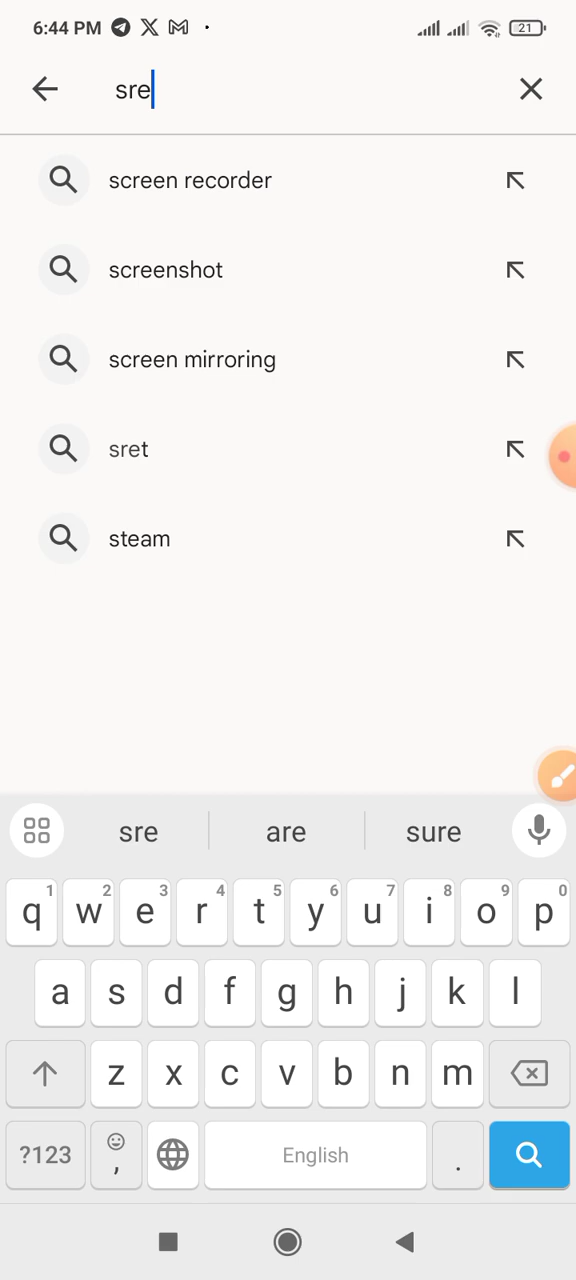 6:44 PM 21
sre
screen recorder
screenshot
screen mirroring
sret
steam
sre are sure
q1 w2 e3 r4 t5 y6 u7 i8 o9 p0
a s d f g h j k l
z x c v b n m
?123 , English .